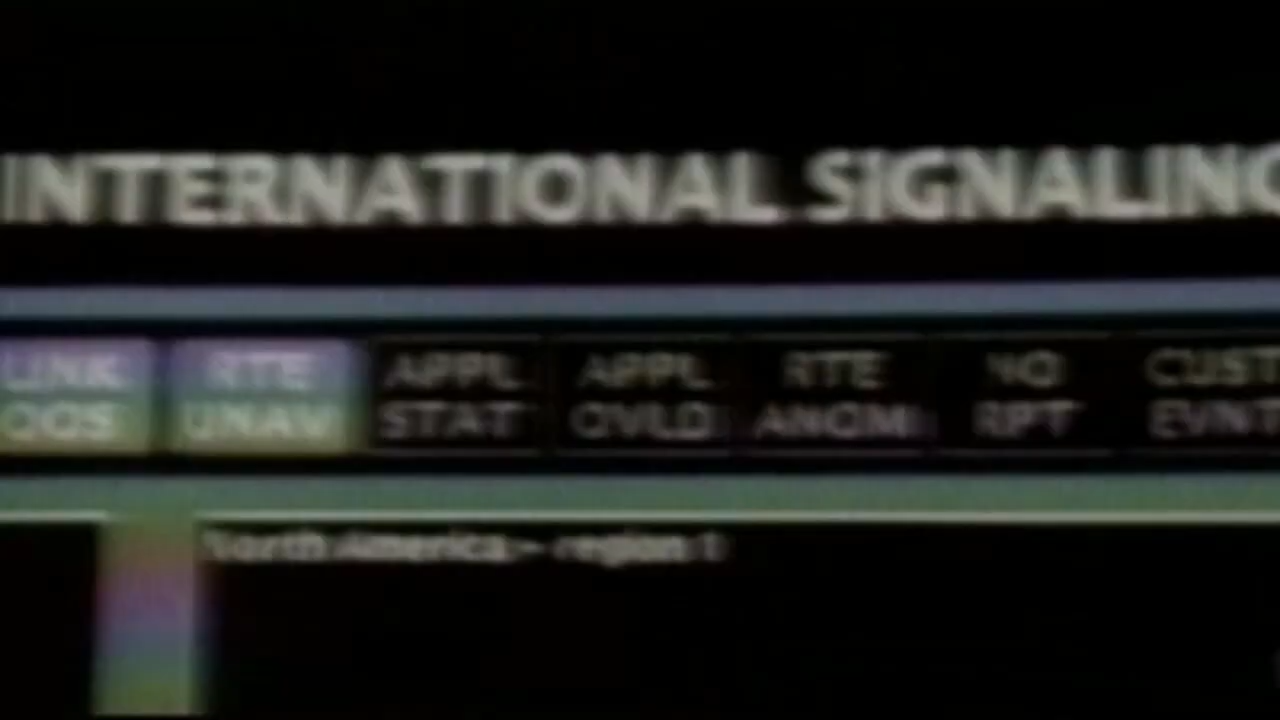 INTERNATIONAL SIGNALING
LINK QOS
RTE UNAV
APPL STAT
APPL OVLD
RTE ANOM
NO RPT
CUST EVNT
North America - region 1